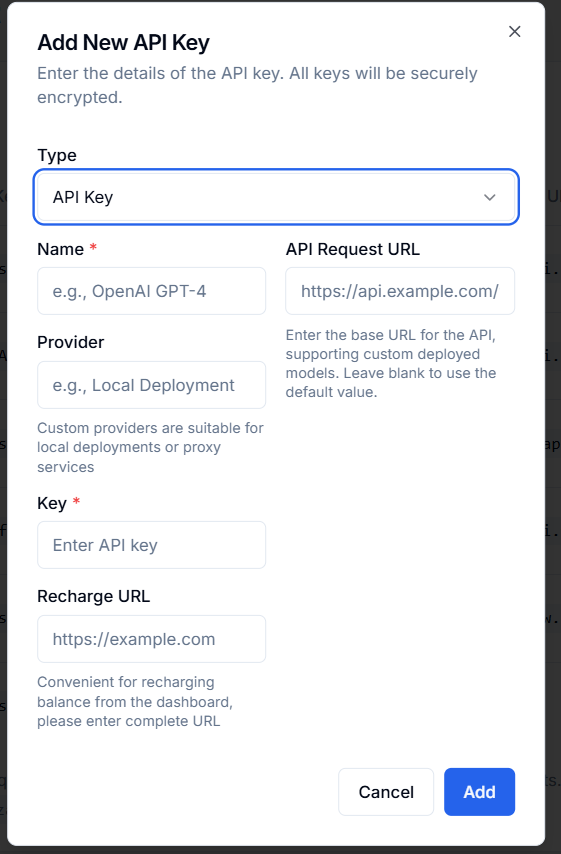 Add New API Key
Enter the details of the API key. All keys will be securely
encrypted.
Type
API Key
Name *
e.g., OpenAI GPT-4
API Request URL
https://api.example.com/
Enter the base URL for the API,
supporting custom deployed
models. Leave blank to use the
default value.
Provider
e.g., Local Deployment
Custom providers are suitable for
local deployments or proxy
services
Key *
Enter API key
Recharge URL
https://example.com
Convenient for recharging
balance from the dashboard,
please enter complete URL
Cancel
Add